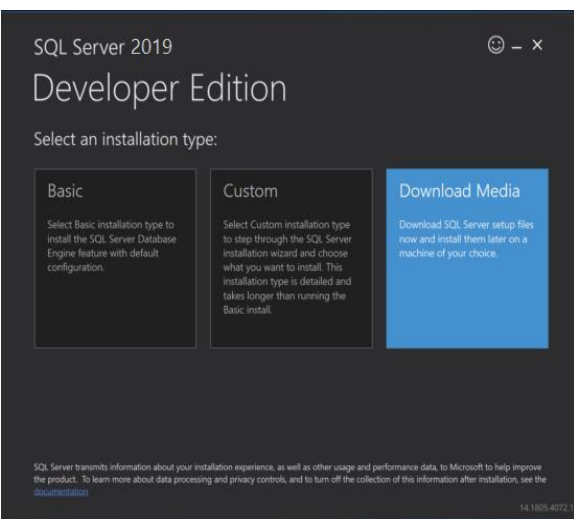 SQL Server 2019
Developer Edition
Select an installation type:
Basic
Select Basic installation type to
install the SQL Server Database
Engine feature with default
configuration.
Custom
Select Custom installation type
to step through the SQL Server
installation wizard and choose
what you want to install. This
installation type is detailed and
takes longer than running the
Basic install.
Download Media
Download SQL Server setup files
now and install them later on a
machine of your choice.
SQL Server transmits information about your installation experience, as well as other usage and performance data, to Microsoft to help improve
the product. To learn more about data processing and privacy controls, and to turn off the collection of this information after installation, see the
documentation
14.1805.4072.1